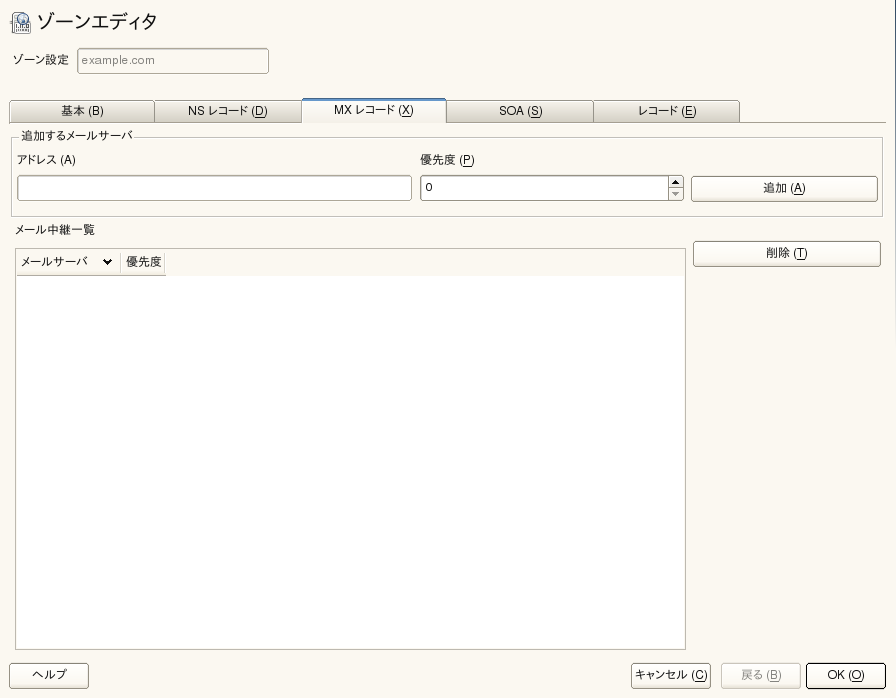 ゾーンエディタ
ゾーン設定 example.com
基本 (B) NS レコード (D) MX レコード (X) SOA (S) レコード (E)
追加するメールサーバ
アドレス (A) 優先度 (P)
0 追加 (A)
メール中継一覧
削除 (T)
メールサーバ 優先度
ヘルプ キャンセル (C) 戻る (B) OK (O)